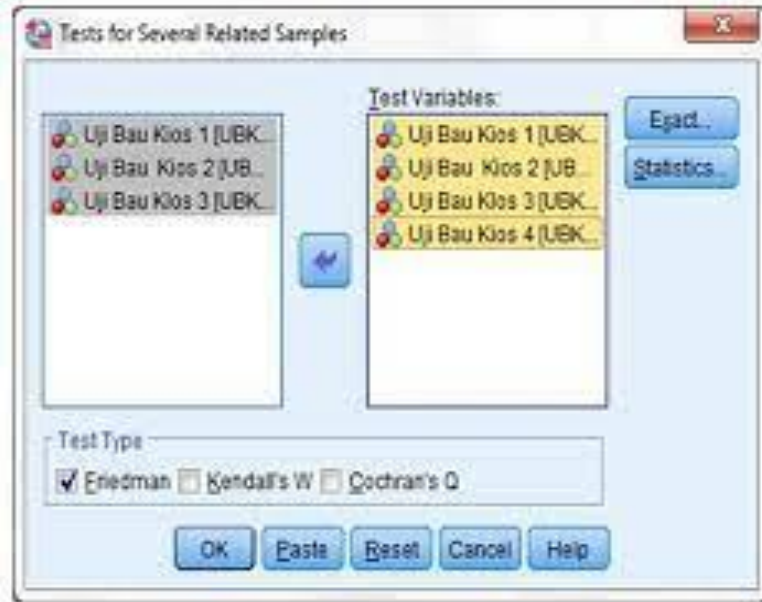 Tests for Several Related Samples
Test Variables:
Uji Bau Kios 1 [UBK...
Uji Bau Kios 2 [UB...
Uji Bau Kios 3 [UBK...
Uji Bau Kios 1 [UBK...
Uji Bau Kios 2 [UB...
Uji Bau Kios 3 [UBK...
Uji Bau Kios 4 [UBK...
Exact...
Statistics...
Test Type
Friedman Kendall's W Cochran's Q
OK Paste Reset Cancel Help